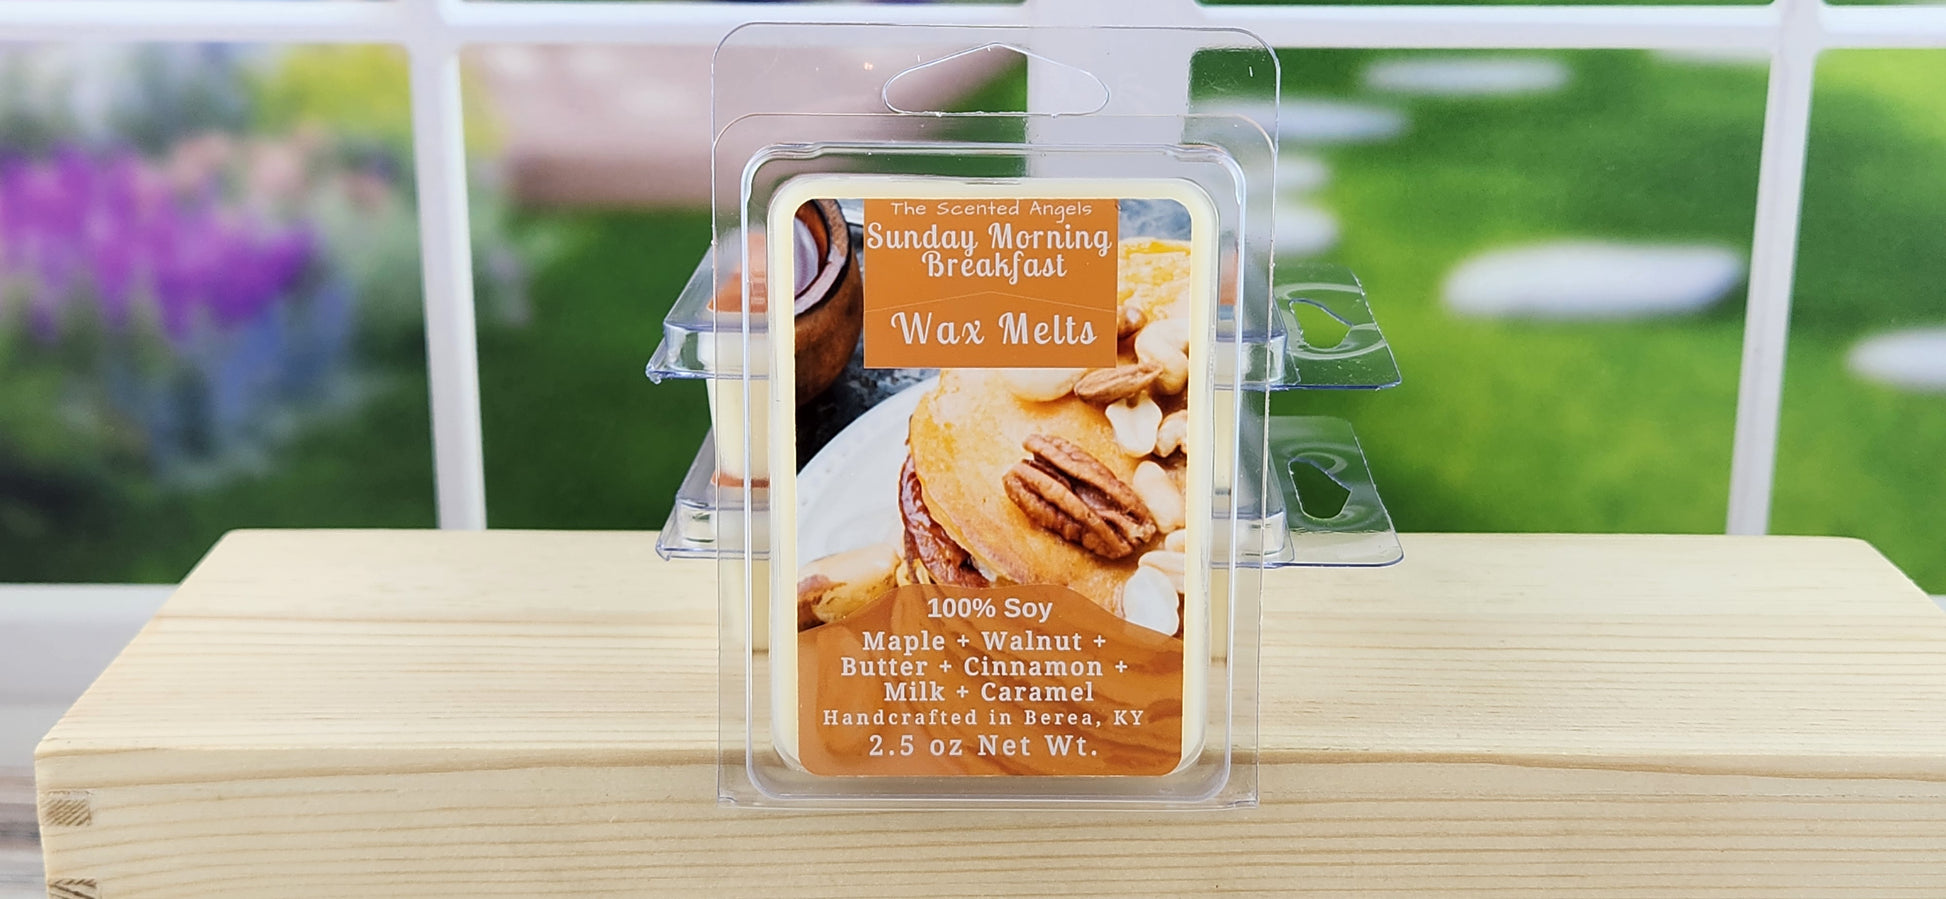 The Scented Angels
Sunday Morning
Breakfast
Wax Melts
100% Soy
Maple + Walnut +
Butter + Cinnamon +
Milk + Caramel
Handcrafted in Berea, KY
2.5 oz Net Wt.